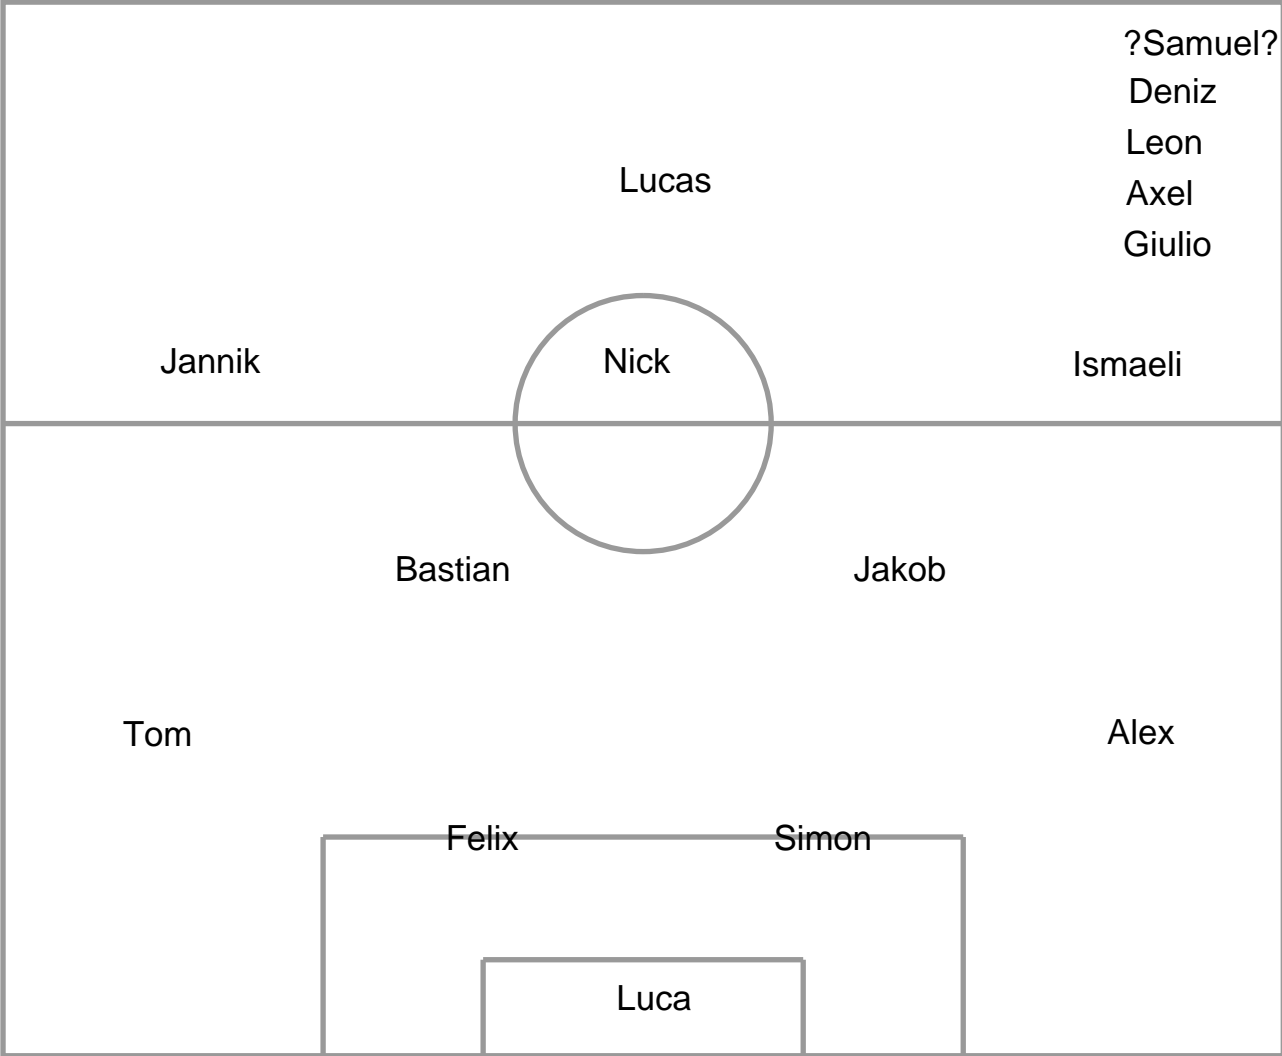 ?Samuel?
Deniz
Leon
Lucas
Axel
Giulio
Jannik Nick Ismaeli
Bastian Jakob
Tom Alex
Felix Simon
Luca